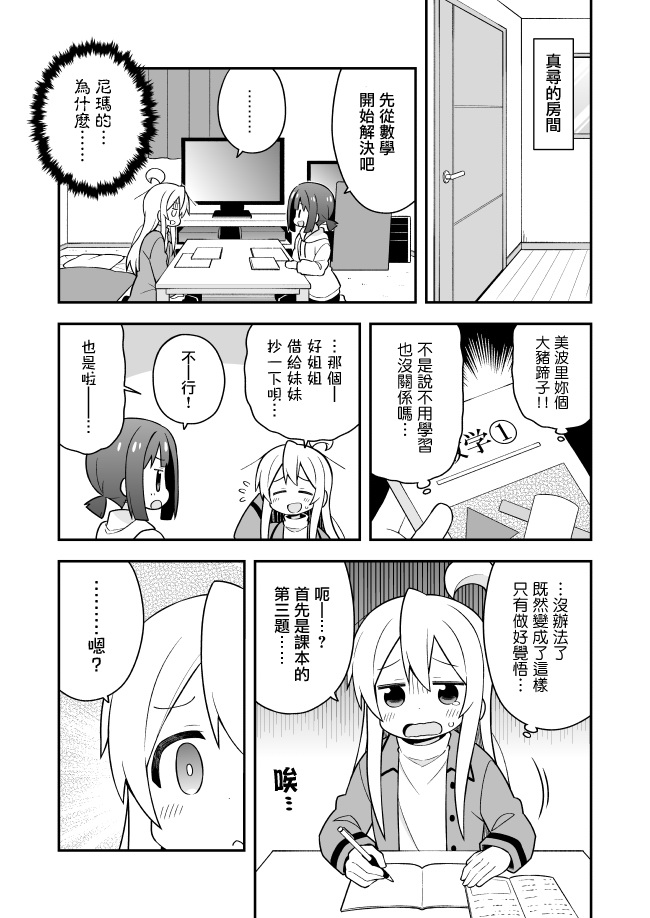 真尋的房間
先從數學
開始解決吧
………
尼瑪的…
為什麼……
美波里妳個
大豬蹄子!!
不是說不用學習
也沒關係嗎…
学①
…那個—
好姐姐
借給妹妹
抄一下唄…
不—行!
也是啦——…
…沒辦法了
既然變成了這樣
只有做好覺悟…
呃——…?
首先是課本的
第三題……
唉…
………嗯?